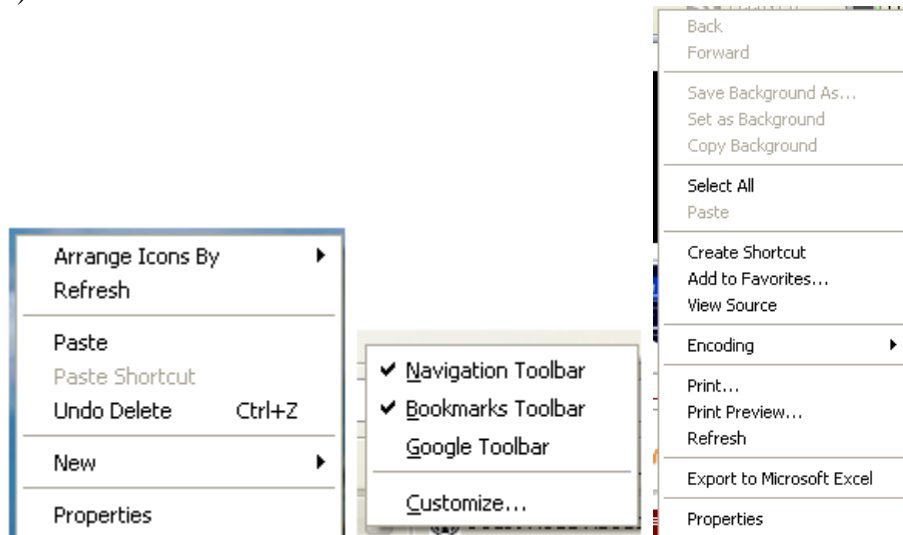 Arrange Icons By
Refresh
Paste
Paste Shortcut
Undo Delete Ctrl+Z
New
Properties
Navigation Toolbar
Bookmarks Toolbar
Google Toolbar
Customize...
Back
Forward
Save Background As...
Set as Background
Copy Background
Select All
Paste
Create Shortcut
Add to Favorites...
View Source
Encoding
Print...
Print Preview...
Refresh
Export to Microsoft Excel
Properties